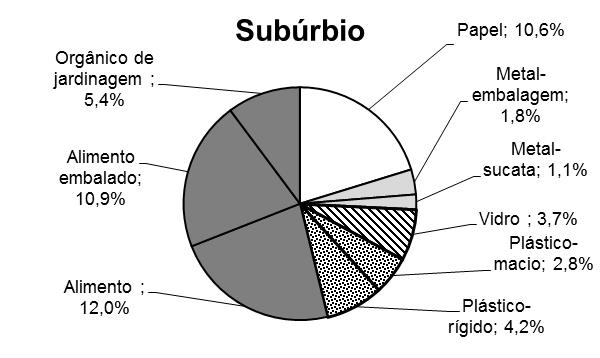 Subúrbio
Papel; 10,6%
Metal-
embalagem;
1,8%
Metal-
sucata; 1,1%
Vidro ; 3,7%
Plástico-
macio; 2,8%
Plástico-
rígido; 4,2%
Alimento ;
12,0%
Alimento
embalado;
10,9%
Orgânico de
jardinagem ;
5,4%